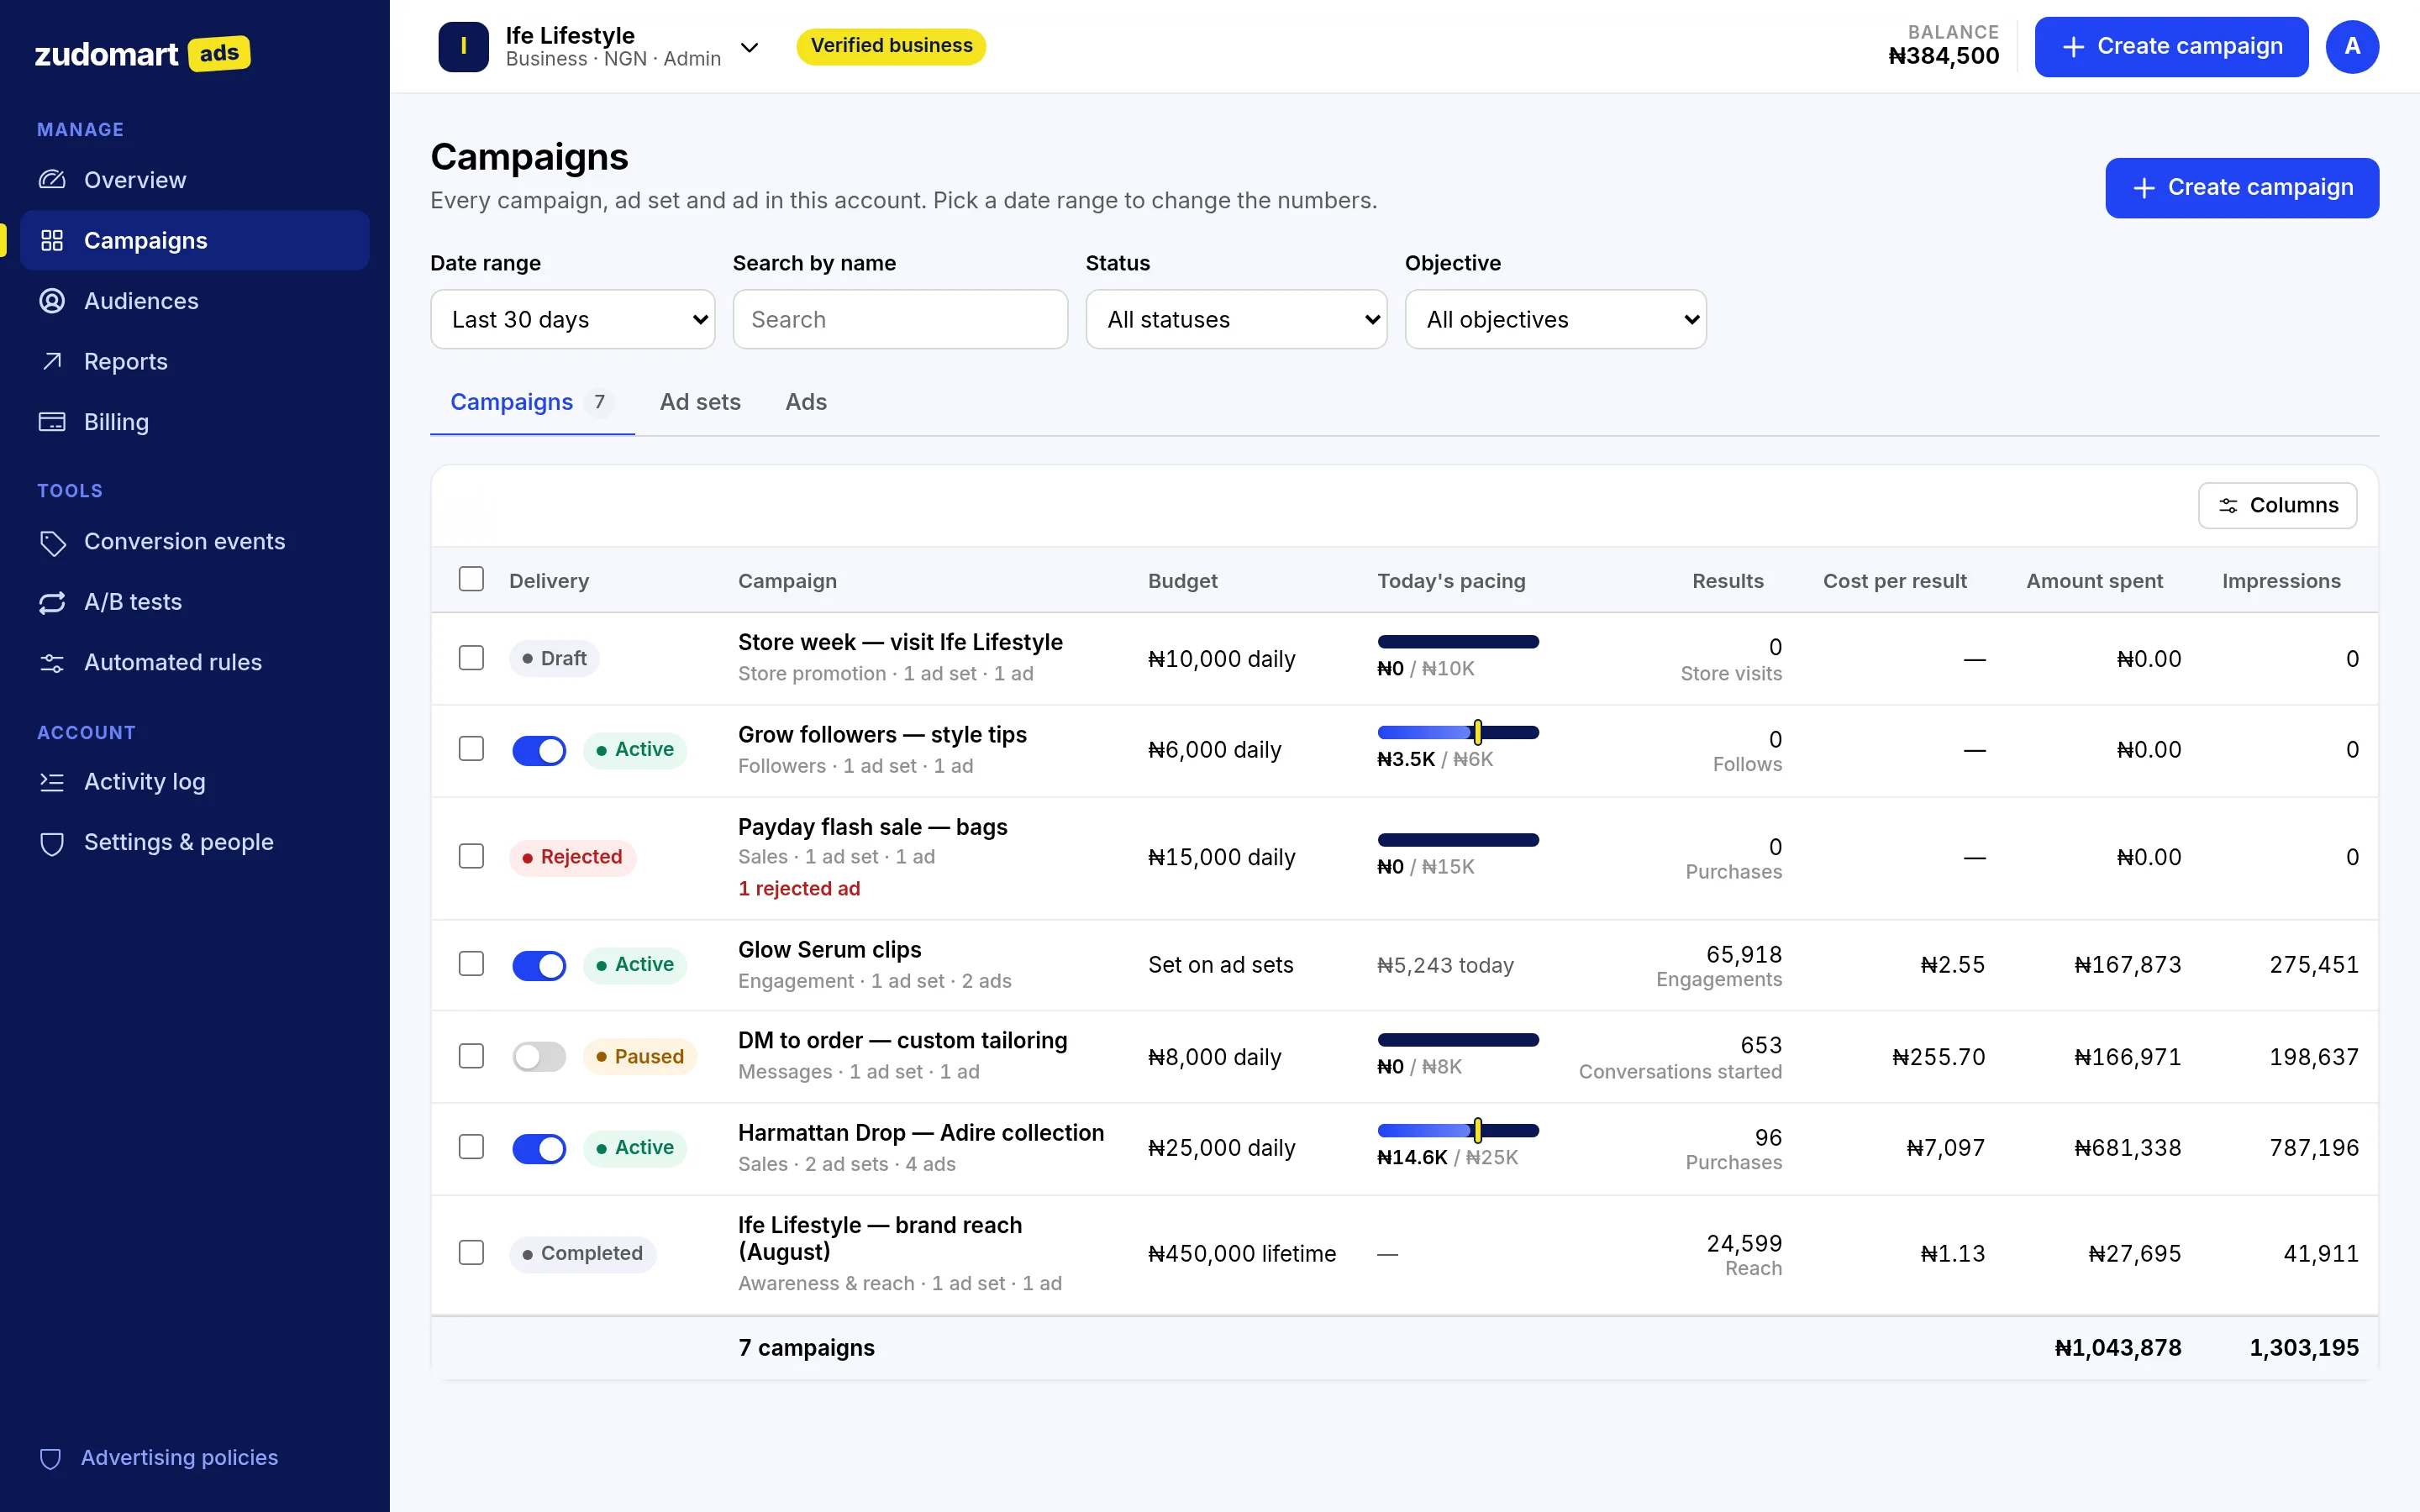 zudomart ads
MANAGE
Overview
Campaigns
Audiences
Reports
Billing
TOOLS
Conversion events
A/B tests
Automated rules
ACCOUNT
Activity log
Settings & people
Advertising policies
I
Ife Lifestyle
Business · NGN · Admin
Verified business
BALANCE
₦384,500
Create campaign
A
Campaigns
Every campaign, ad set and ad in this account. Pick a date range to change the numbers.
Create campaign
Date range
Search by name
Status
Objective
Last 30 days
Search
All statuses
All objectives
Campaigns 7
Ad sets
Ads
Columns
Delivery Campaign Budget Today's pacing Results Cost per result Amount spent Impressions
Draft
Store week — visit Ife Lifestyle
Store promotion · 1 ad set · 1 ad
₦10,000 daily
₦0 / ₦10K
0
Store visits
—
₦0.00
0
Active
Grow followers — style tips
Followers · 1 ad set · 1 ad
₦6,000 daily
₦3.5K / ₦6K
0
Follows
—
₦0.00
0
Rejected
Payday flash sale — bags
Sales · 1 ad set · 1 ad
1 rejected ad
₦15,000 daily
₦0 / ₦15K
0
Purchases
—
₦0.00
0
Active
Glow Serum clips
Engagement · 1 ad set · 2 ads
Set on ad sets
₦5,243 today
65,918
Engagements
₦2.55
₦167,873
275,451
Paused
DM to order — custom tailoring
Messages · 1 ad set · 1 ad
₦8,000 daily
₦0 / ₦8K
653
Conversations started
₦255.70
₦166,971
198,637
Active
Harmattan Drop — Adire collection
Sales · 2 ad sets · 4 ads
₦25,000 daily
₦14.6K / ₦25K
96
Purchases
₦7,097
₦681,338
787,196
Completed
Ife Lifestyle — brand reach
(August)
Awareness & reach · 1 ad set · 1 ad
₦450,000 lifetime
—
24,599
Reach
₦1.13
₦27,695
41,911
7 campaigns
₦1,043,878
1,303,195